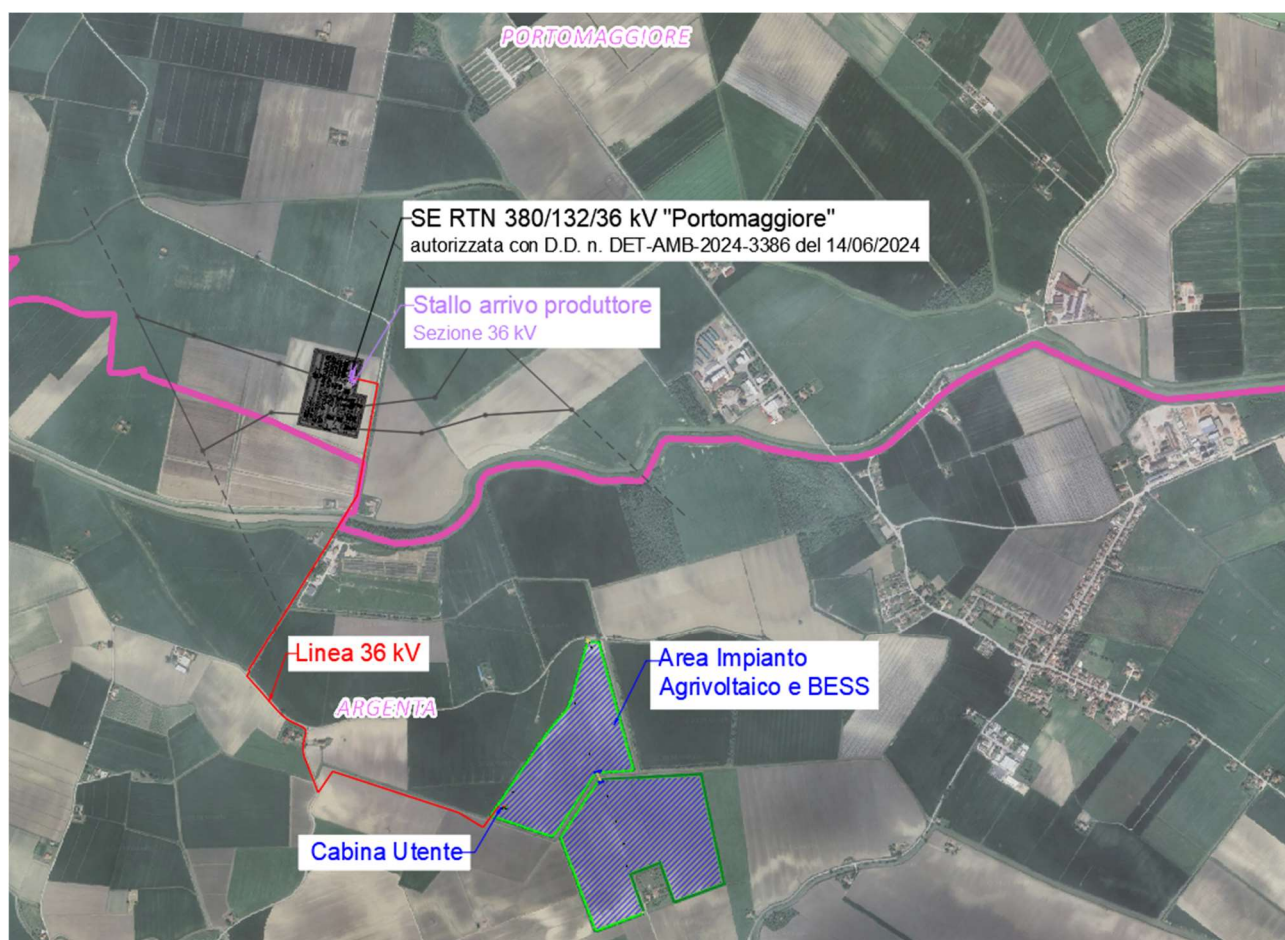 PORTOMAGGIORE
SE RTN 380/132/36 kV "Portomaggiore"
autorizzata con D.D. n. DET-AMB-2024-3386 del 14/06/2024
Stallo arrivo produttore
Sezione 36 kV
Linea 36 kV
Area Impianto
Agrivoltaico e BESS
ARGENTA
Cabina Utente